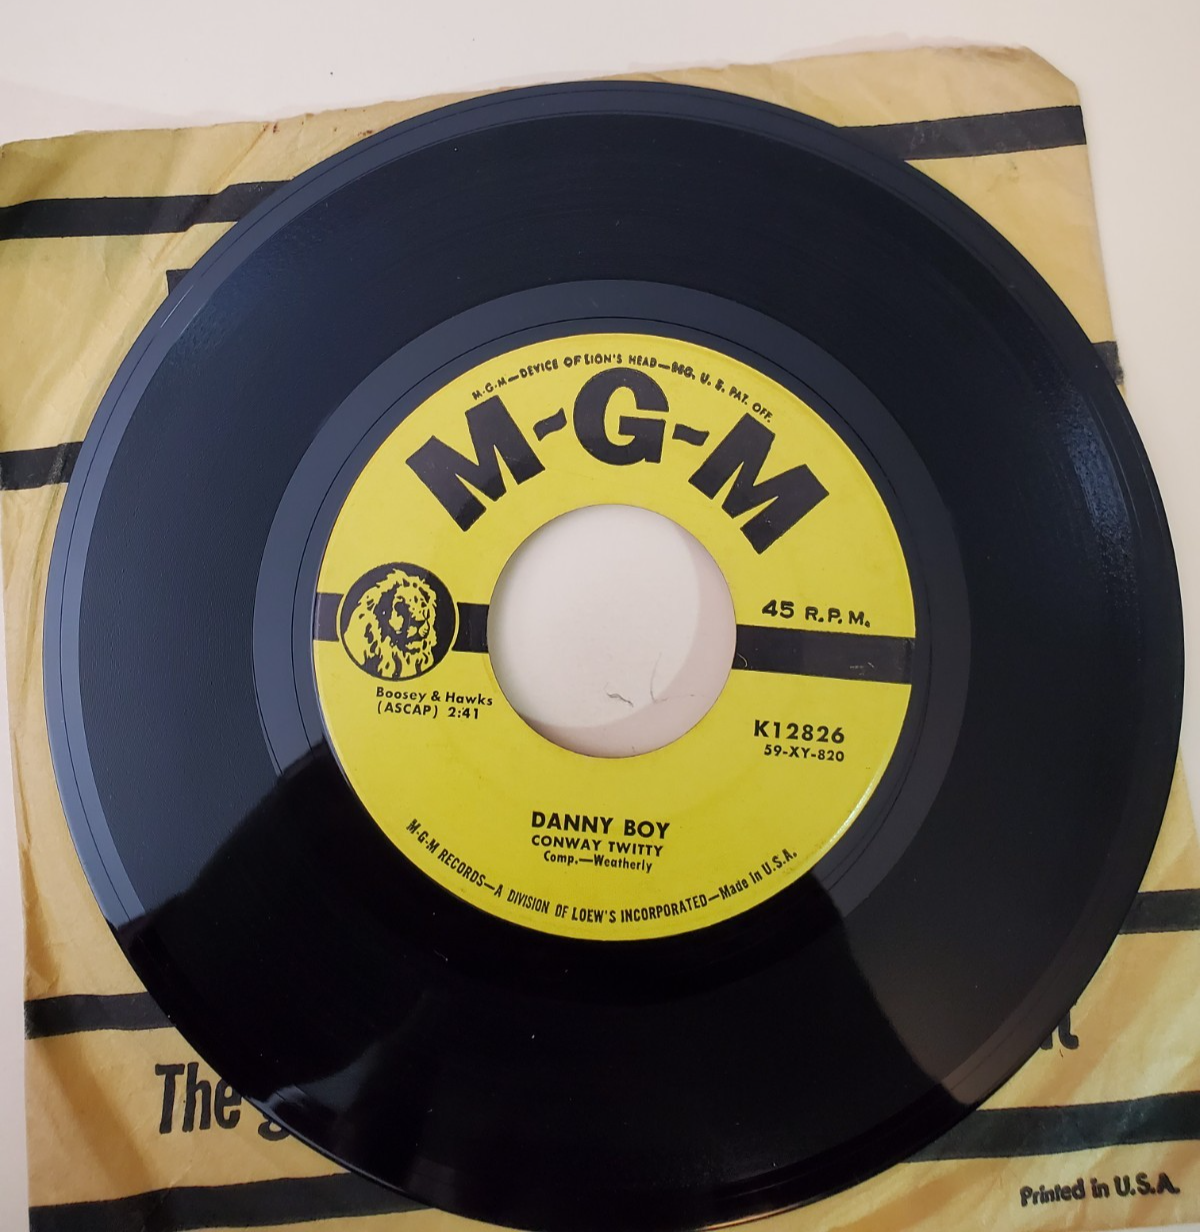 M-G-M—DEVICE OF LION'S HEAD—REG. U. S. PAT. OFF.
M-G-M
45 R.P.M.
Boosey & Hawks
(ASCAP) 2:41
K12826
59-XY-820
DANNY BOY
CONWAY TWITTY
Comp.—Weatherly
M-G-M RECORDS—A DIVISION OF LOEW'S INCORPORATED—Made in U.S.A.
The
Printed in U.S.A.